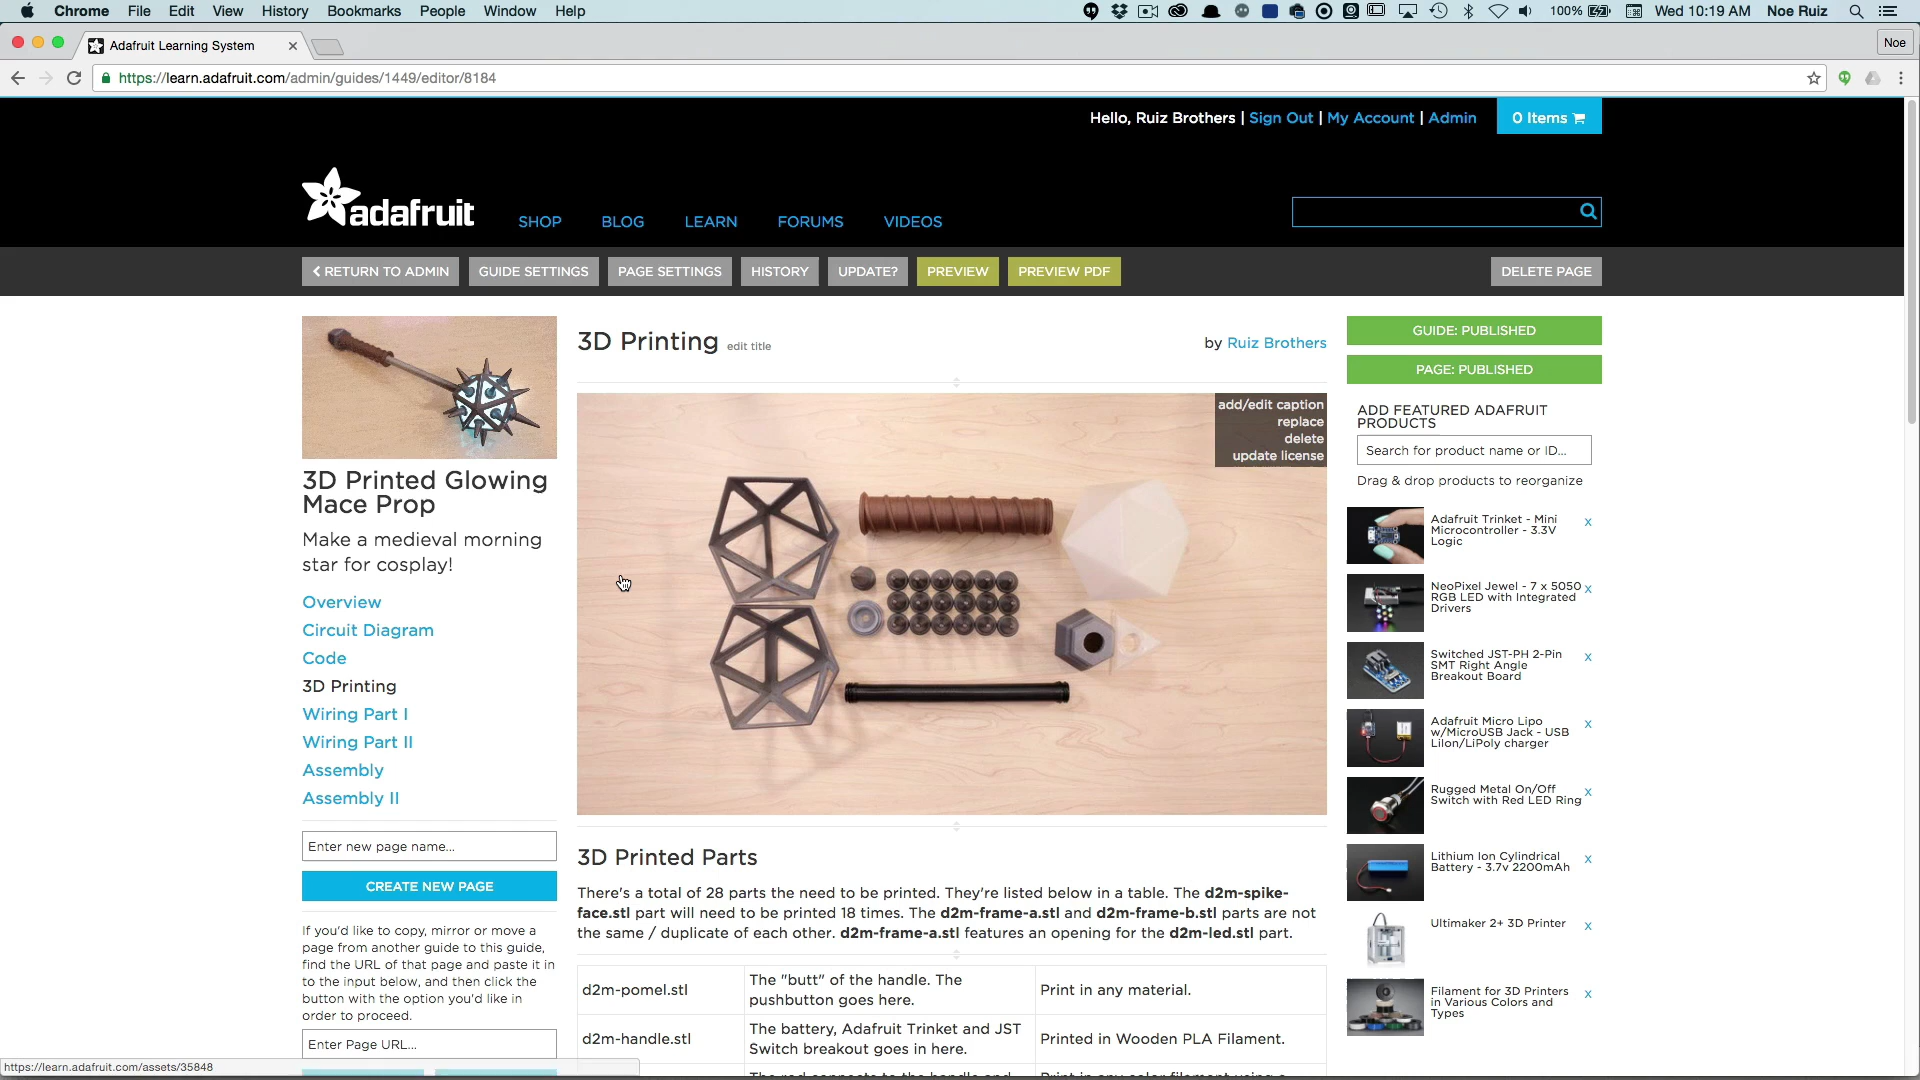 Chrome File Edit View History Bookmarks People Window Help
100% Wed 10:19 AM Noe Ruiz
Adafruit Learning System
Noe
https://learn.adafruit.com/admin/guides/1449/editor/8184
Hello, Ruiz Brothers | Sign Out | My Account | Admin
0 Items
adafruit
SHOP BLOG LEARN FORUMS VIDEOS
RETURN TO ADMIN GUIDE SETTINGS PAGE SETTINGS HISTORY UPDATE? PREVIEW PREVIEW PDF DELETE PAGE
3D Printed Glowing
Mace Prop
Make a medieval morning
star for cosplay!
Overview
Circuit Diagram
Code
3D Printing
Wiring Part I
Wiring Part II
Assembly
Assembly II
Enter new page name...
CREATE NEW PAGE
If you'd like to copy, mirror or move a
page from another guide to this guide,
find the URL of that page and paste it in
to the input below, and then click the
button with the option you'd like in
order to proceed.
Enter Page URL...
https://learn.adafruit.com/assets/35848
3D Printing edit title
by Ruiz Brothers
add/edit caption
replace
delete
update license
3D Printed Parts
There's a total of 28 parts the need to be printed. They're listed below in a table. The d2m-spike-
face.stl part will need to be printed 18 times. The d2m-frame-a.stl and d2m-frame-b.stl parts are not
the same / duplicate of each other. d2m-frame-a.stl features an opening for the d2m-led.stl part.
d2m-pomel.stl
The "butt" of the handle. The
pushbutton goes here.
Print in any material.
d2m-handle.stl
The battery, Adafruit Trinket and JST
Switch breakout goes in here.
Printed in Wooden PLA Filament.
GUIDE: PUBLISHED
PAGE: PUBLISHED
ADD FEATURED ADAFRUIT
PRODUCTS
Search for product name or ID...
Drag & drop products to reorganize
Adafruit Trinket - Mini
Microcontroller - 3.3V
Logic
x
NeoPixel Jewel - 7 x 5050
RGB LED with Integrated
Drivers
x
Switched JST-PH 2-Pin
SMT Right Angle
Breakout Board
x
Adafruit Micro Lipo
w/MicroUSB Jack - USB
LiIon/LiPoly charger
x
Rugged Metal On/Off
Switch with Red LED Ring
x
Lithium Ion Cylindrical
Battery - 3.7v 2200mAh
x
Ultimaker 2+ 3D Printer
x
Filament for 3D Printers
in Various Colors and
Types
x